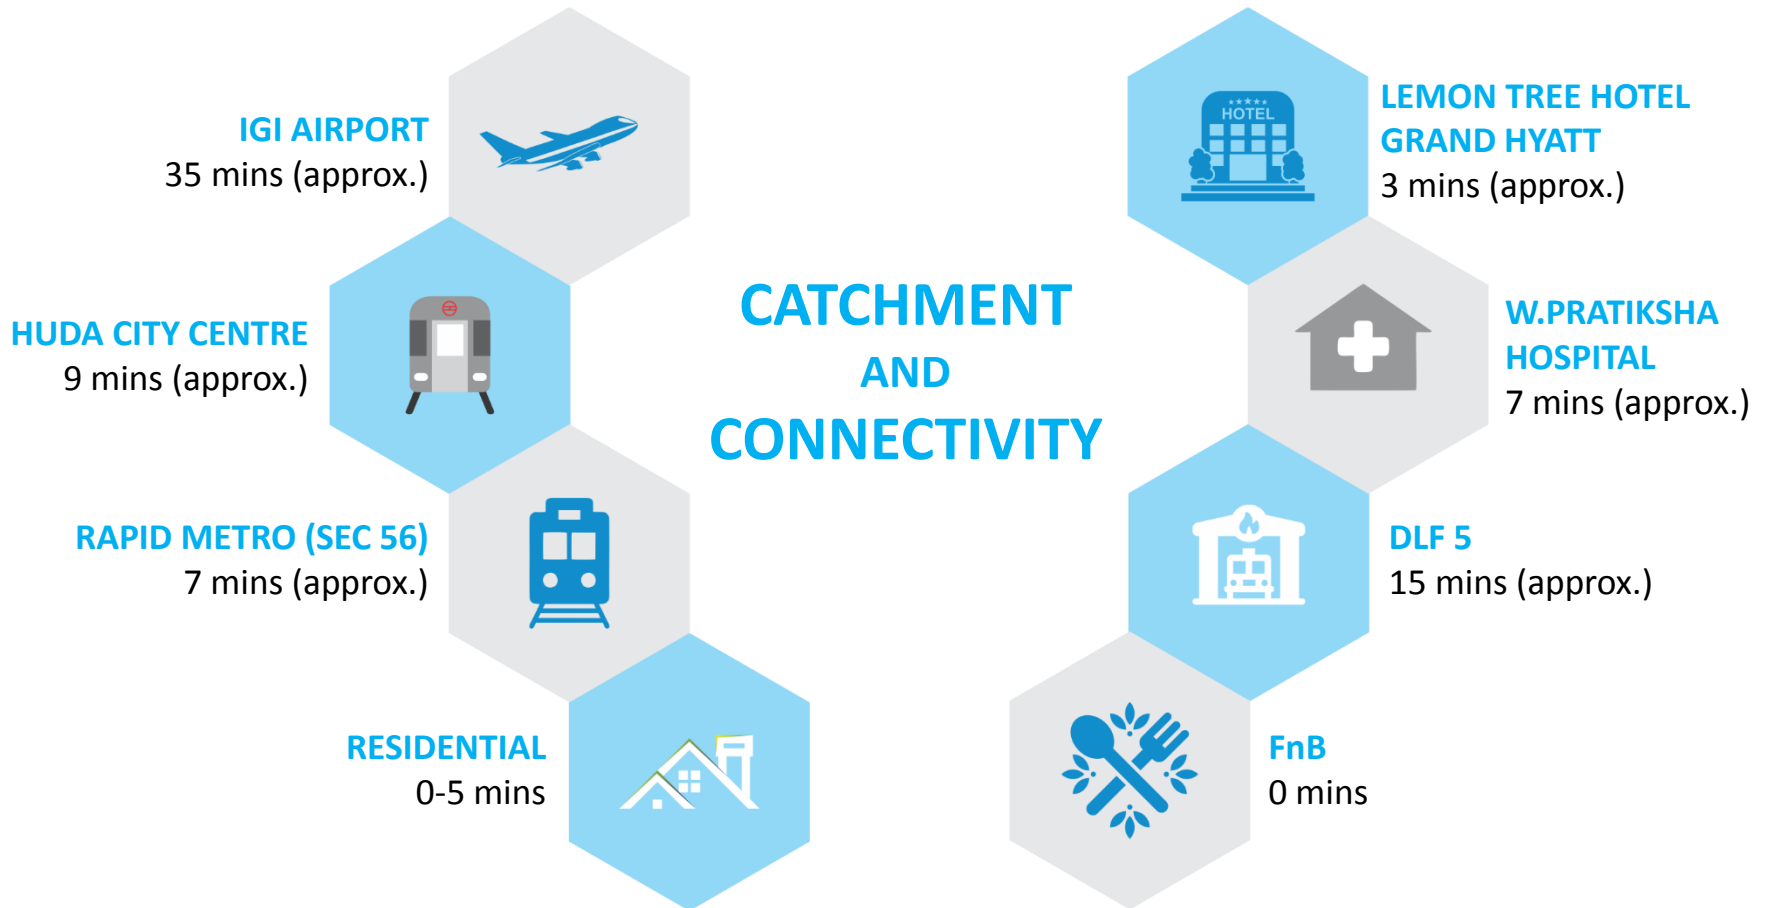 IGI AIRPORT
35 mins (approx.)
HUDA CITY CENTRE
9 mins (approx.)
RAPID METRO (SEC 56)
7 mins (approx.)
RESIDENTIAL
0-5 mins
CATCHMENT
AND
CONNECTIVITY
HOTEL
LEMON TREE HOTEL
GRAND HYATT
3 mins (approx.)
W.PRATIKSHA
HOSPITAL
7 mins (approx.)
DLF 5
15 mins (approx.)
FnB
0 mins